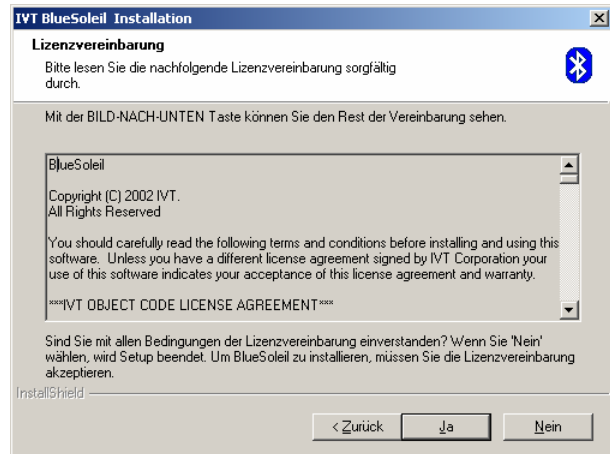 IVT BlueSoleil Installation
Lizenzvereinbarung
Bitte lesen Sie die nachfolgende Lizenzvereinbarung sorgfältig
durch.
Mit der BILD-NACH-UNTEN Taste können Sie den Rest der Vereinbarung sehen.
BlueSoleil
Copyright (C) 2002 IVT.
All Rights Reserved
You should carefully read the following terms and conditions before installing and using this
software. Unless you have a different license agreement signed by IVT Corporation your
use of this software indicates your acceptance of this license agreement and warranty.
***IVT OBJECT CODE LICENSE AGREEMENT***
Sind Sie mit allen Bedingungen der Lizenzvereinbarung einverstanden? Wenn Sie 'Nein'
wählen, wird Setup beendet. Um BlueSoleil zu installieren, müssen Sie die Lizenzvereinbarung
akzeptieren.
InstallShield
< Zurück
Ja
Nein